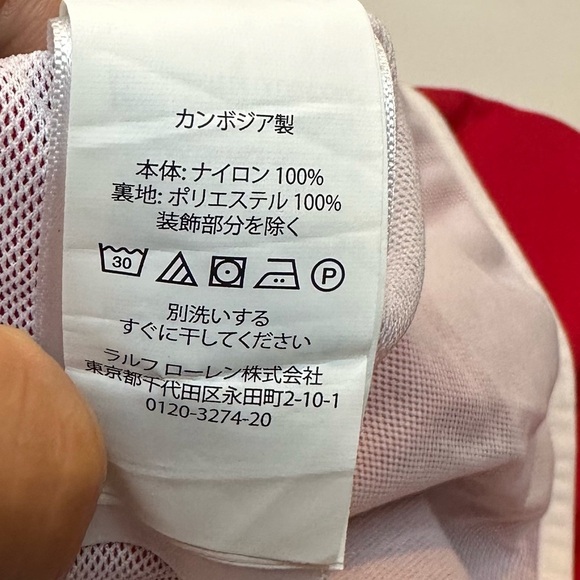 カンボジア製
本体: ナイロン 100%
裏地: ポリエステル 100%
装飾部分を除く
30 P
別洗いする
すぐに干してください
ラルフ ローレン株式会社
東京都千代田区永田町2-10-1
0120-3274-20